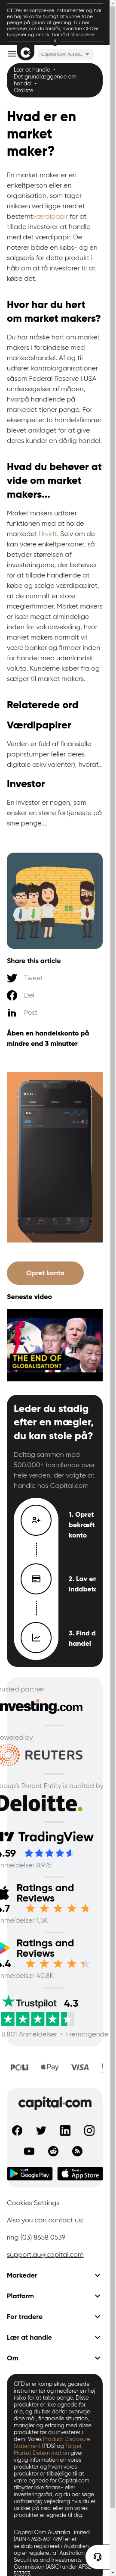 CFD'er er komplekse instrumenter og har
en høj risiko for hurtigt at kunne tabe
penge på grund af gearing. Du bør
overveje, om du forstår, hvordan CFD'er
fungerer og om du har råd til risiciene.
Capital Com Austra...
Lær at handle •
Det grundlæggende om
handel •
Ordliste
Hvad er en
market
maker?
En market maker er en
enkeltperson eller en
organisation, som tager
risikoen ved ligge med et
bestemt værdipapir for at
tilvejebringe interesse at handle
med det værdipapir. De
noterer både en købs- og en
salgspris for dette produkt i
håb om at få investorer til at
købe det.
Hvor har du hørt
om market makers?
Du har måske hørt om market
makers i forbindelse med
markedshandel. Af og til
udfører kontrolorganisationer
såsom Federal Reserve i USA
undersøgelser af måden,
hvorpå handlende på
markedet tjener penge. For
eksempel er to handelsfirmaer
blevet anklaget for at give
deres kunder en dårlig handel.
Hvad du behøver at
vide om market
makers...
Market makers udfører
funktionen med at holde
markedet likvidt. Selv om de
kan være enkeltpersoner, så
betyder størrelsen af
investeringerne, der behøves
for at tillade handlende at
købe og sælge værdipapiret,
at de normalt er store
mæglerfirmaer. Market makers
er især et meget almindeligt
inden for valutaveksling, hvor
market makers normalt vil
være banker og firmaer inden
for handel med udenlandsk
valuta. Kunderne køber fra og
sælger til market makers.
Relaterede ord
Værdipapirer
Værdien er fuld af finansielle
papirstumper (eller deres
digitale ækvivalenter), hvoraf...
Investor
En investor er nogen, som
ønsker en større fortjeneste på
sine penge,...
Share this article
Tweet
Del
Post
Åben en handelskonto på
mindre end 3 minutter
Opret konto
Seneste video
THE END OF
GLOBALISATION?
Leder du stadig
efter en mægler,
du kan stole på?
Deltag sammen med
500.000+ handlende over
hele verden, der valgte at
handle hos Capital.com
1. Opret
bekræft
konto
2. Lav en
indbeta
3. Find d
handel
rusted partner
Investing.com
owered by
REUTERS
Group's Parent Entity is audited by
Deloitte.
TradingView
4.59
nmeldelser 8,975
Ratings and
Reviews
4.7
nmeldelser 1,5K
Ratings and
Reviews
4.4
nmeldelser 40,8K
Trustpilot 4.3
8,801 Anmeldelser • Fremragende
POLi Pay VISA
capital.com
GET IT ON
Google Play
Download on the
App Store
Cookies Settings
You can also contact us:
ring (03) 8658 0539
support.au@capital.com
Markeder
Platform
For tradere
Lær at handle
Om
CFD'er er gearede, komplekse
instrumenter og medfører en høj
risiko for at tabe penge. Disse
produkter er ikke for alle og du
bør overveje om du forstår dine
dine mål, finansielle situation,
mangler og erfaring med disse
produkter før du investerer i
dem. Vores Product Disclosure
Statement (PDS) og Target
Market Determination giver
vigtig information om vores
produkter og hvem vores
produkter er tilbøjelige til at
være egnede for Capital.com
tilbyder ikke finans- eller
investeringsråd, og du bør søge
uafhængig vejledning hvis du er
usikker på om vores
produkter er egnede til dig.
Capital Com Australia Limited
(ABN 47625 601 489) er et
selskab registreret i Australien
og er reguleret af Australian
Securities and Investments
Commission (ASIC) under AFSL